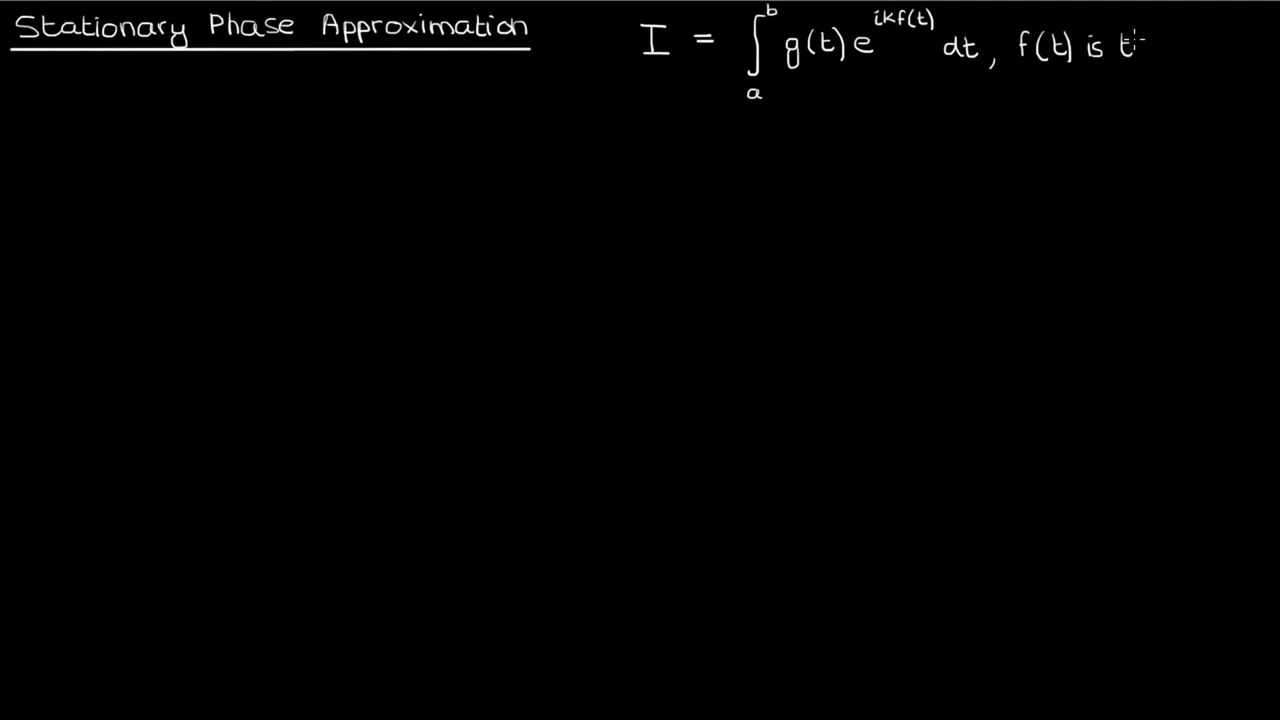 Stationary Phase Approximation
I = ∫_a^b g(t) e^{ikf(t)} dt, f(t) is t